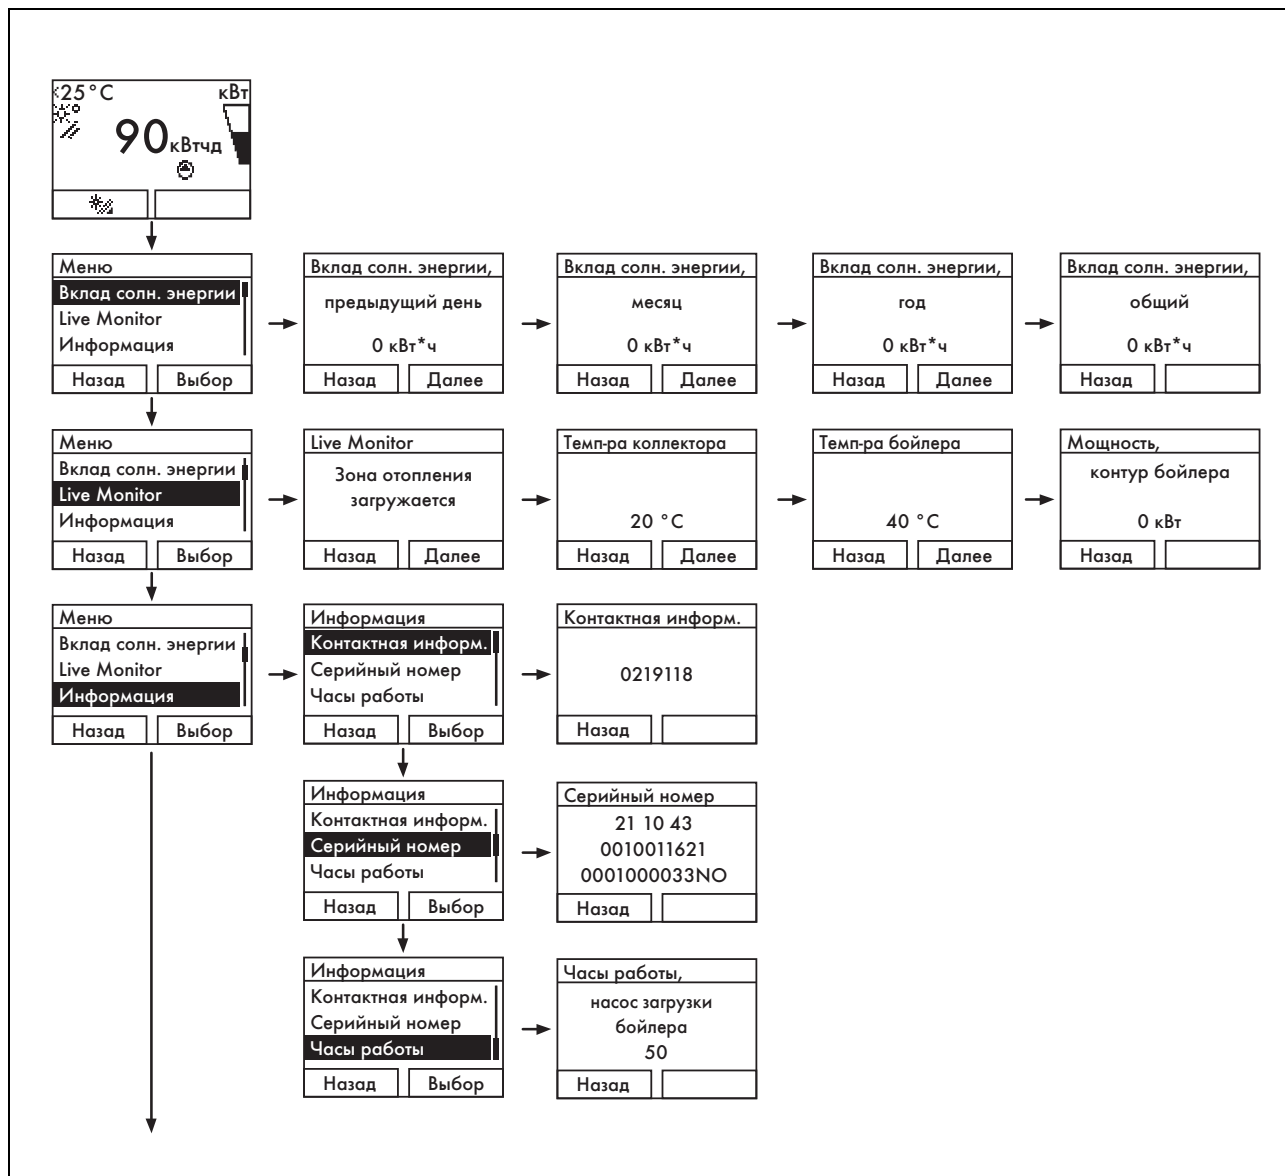 25°C кВт
90 кВтчд
Меню
Вклад солн. энергии
Live Monitor
Информация
Назад Выбор
Вклад солн. энергии,
предыдущий день
0 кВт*ч
Назад Далее
Вклад солн. энергии,
месяц
0 кВт*ч
Назад Далее
Вклад солн. энергии,
год
0 кВт*ч
Назад Далее
Вклад солн. энергии,
общий
0 кВт*ч
Назад
Меню
Вклад солн. энергии
Live Monitor
Информация
Назад Выбор
Live Monitor
Зона отопления
загружается
Назад Далее
Темп-ра коллектора
20 °C
Назад Далее
Темп-ра бойлера
40 °C
Назад Далее
Мощность,
контур бойлера
0 кВт
Назад
Меню
Вклад солн. энергии
Live Monitor
Информация
Назад Выбор
Информация
Контактная информ.
Серийный номер
Часы работы
Назад Выбор
Контактная информ.
0219118
Назад
Информация
Контактная информ.
Серийный номер
Часы работы
Назад Выбор
Серийный номер
21 10 43
0010011621
0001000033NO
Назад
Информация
Контактная информ.
Серийный номер
Часы работы
Назад Выбор
Часы работы,
насос загрузки
бойлера
50
Назад